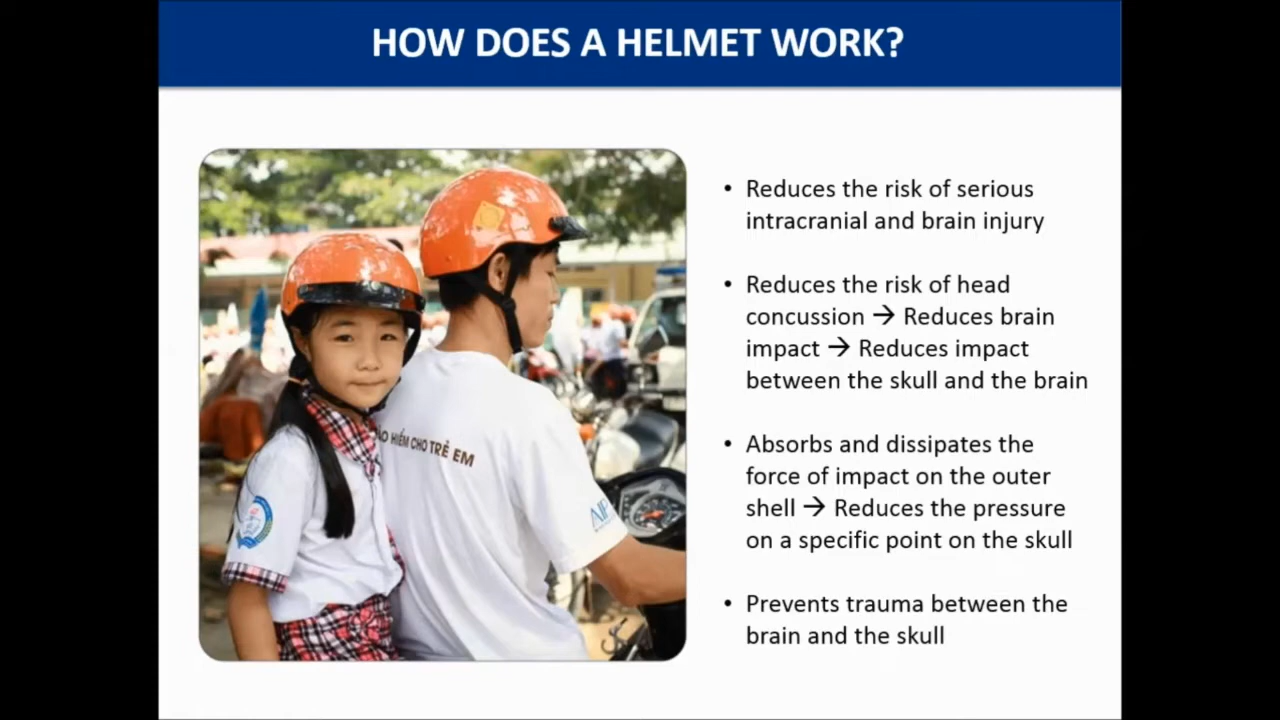 HOW DOES A HELMET WORK?
• Reduces the risk of serious
intracranial and brain injury
• Reduces the risk of head
concussion → Reduces brain
impact → Reduces impact
between the skull and the brain
• Absorbs and dissipates the
force of impact on the outer
shell → Reduces the pressure
on a specific point on the skull
• Prevents trauma between the
brain and the skull
HIỂM CHO TRẺ EM
AIP